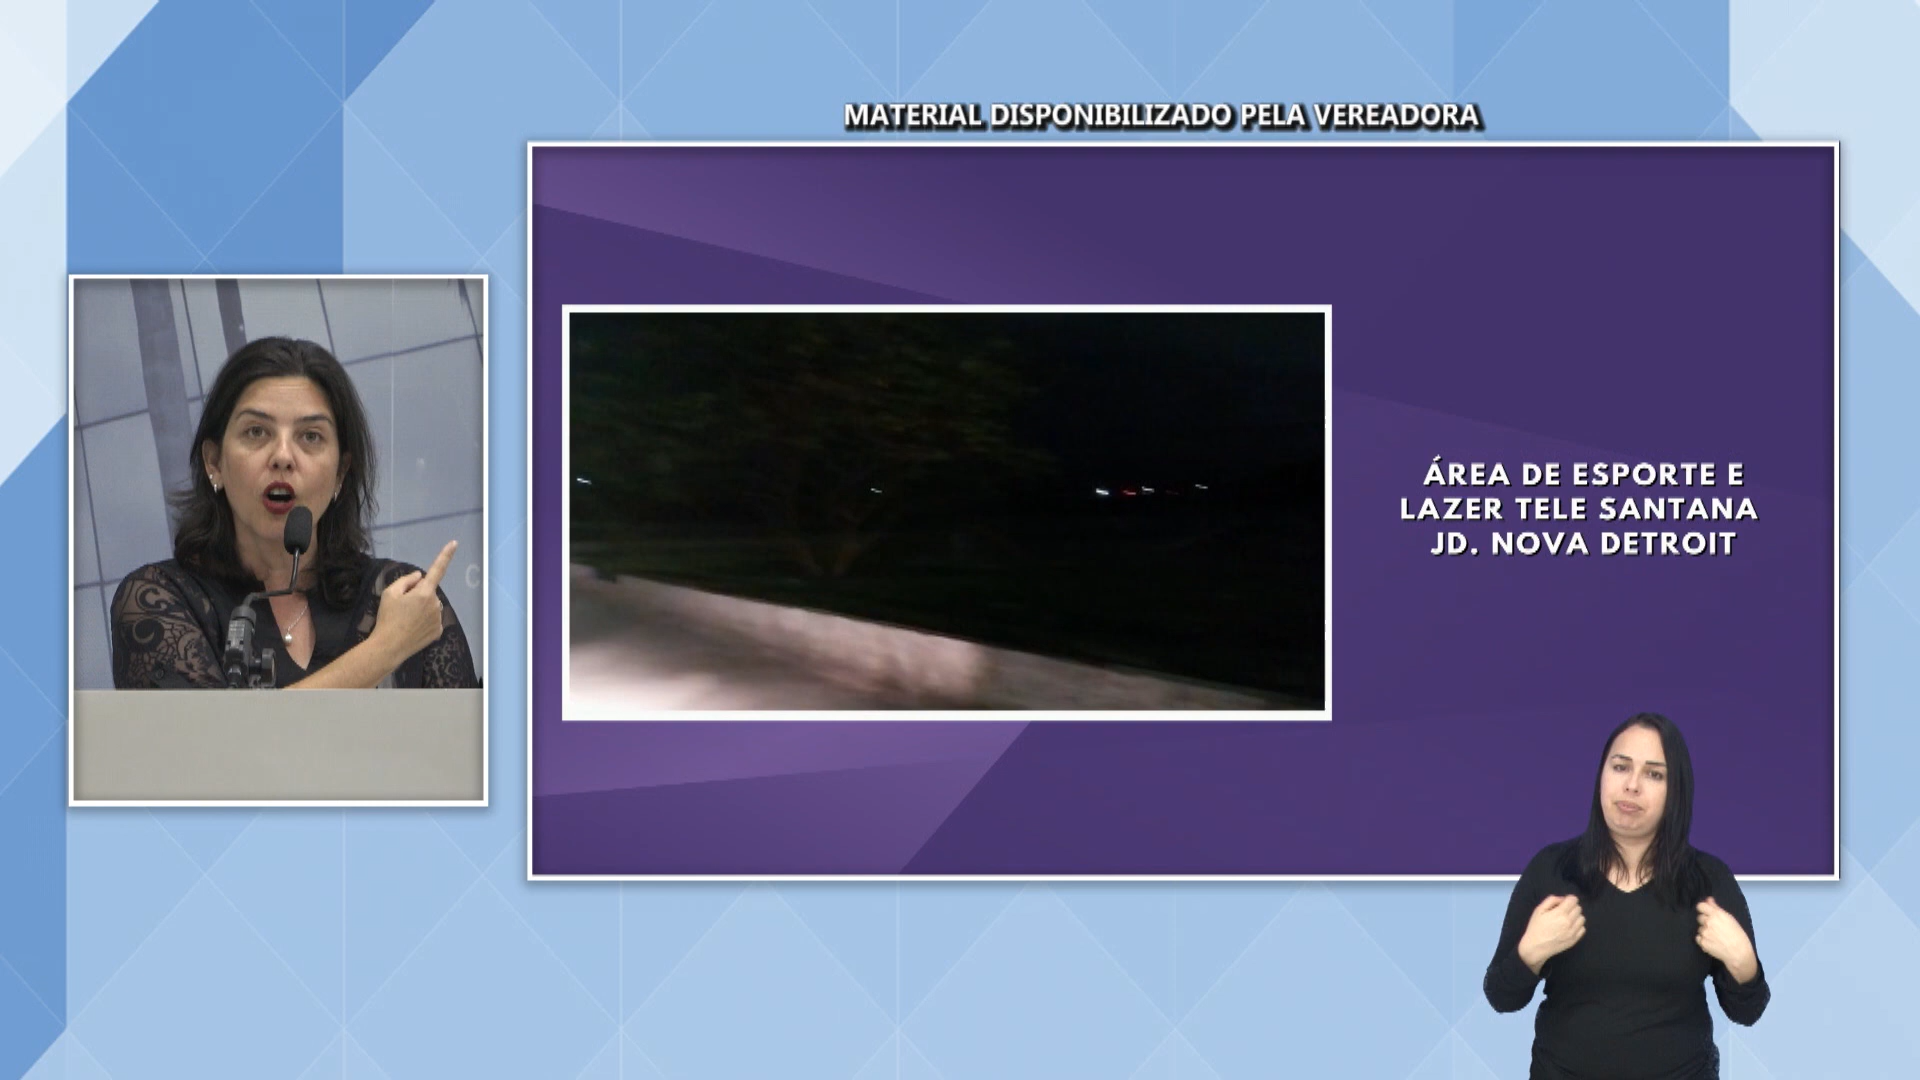 MATERIAL DISPONIBILIZADO PELA VEREADORA
ÁREA DE ESPORTE E
LAZER TELE SANTANA
JD. NOVA DETROIT